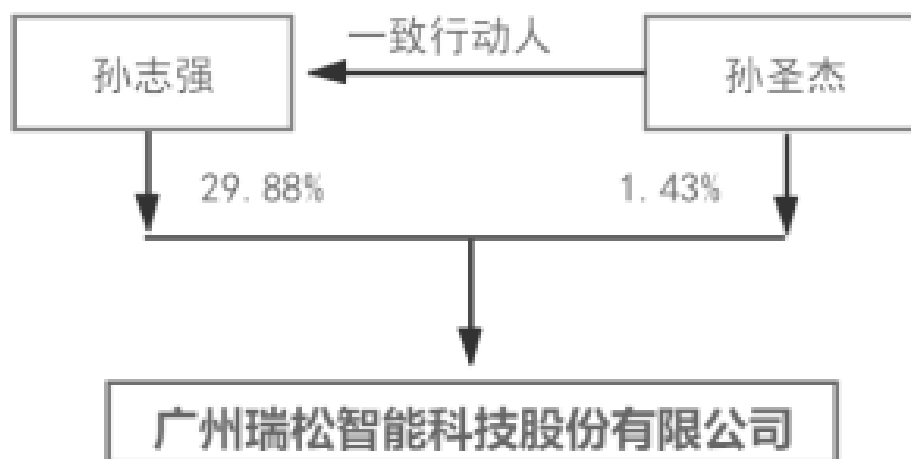 一致行动人
孙志强
孙圣杰
29.88%
1.43%
广州瑞松智能科技股份有限公司